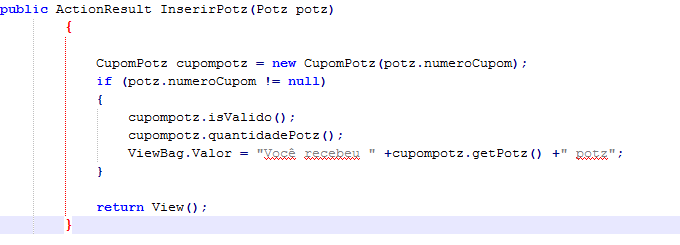 public ActionResult InserirPotz(Potz potz)
{
CupomPotz cupompotz = new CupomPotz(potz.numeroCupom);
if (potz.numeroCupom != null)
{
cupompotz.isValido();
cupompotz.quantidadePotz();
ViewBag.Valor = "Você recebeu " +cupompotz.getPotz() +" potz";
}
return View();
}